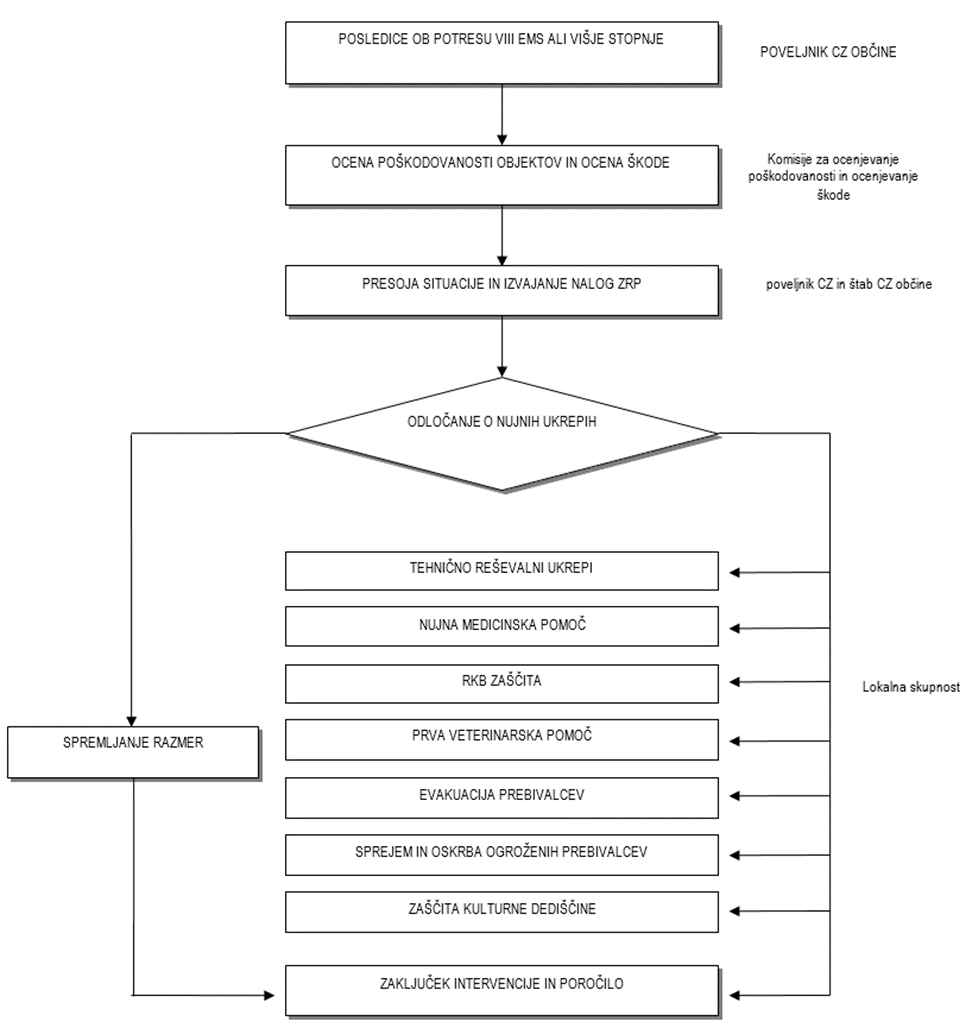 POSLEDICE OB POTRESU VIII EMS ALI VIŠJE STOPNJE
POVELJNIK CZ OBČINE
OCENA POŠKODOVANOSTI OBJEKTOV IN OCENA ŠKODE
Komisije za ocenjevanje
poškodovanosti in ocenjevanje
škode
PRESOJA SITUACIJE IN IZVAJANJE NALOG ZRP
poveljnik CZ in štab CZ občine
ODLOČANJE O NUJNIH UKREPIH
TEHNIČNO REŠEVALNI UKREPI
NUJNA MEDICINSKA POMOČ
RKB ZAŠČITA
Lokalna skupnost
SPREMLJANJE RAZMER
PRVA VETERINARSKA POMOČ
EVAKUACIJA PREBIVALCEV
SPREJEM IN OSKRBA OGROŽENIH PREBIVALCEV
ZAŠČITA KULTURNE DEDIŠČINE
ZAKLJUČEK INTERVENCIJE IN POROČILO